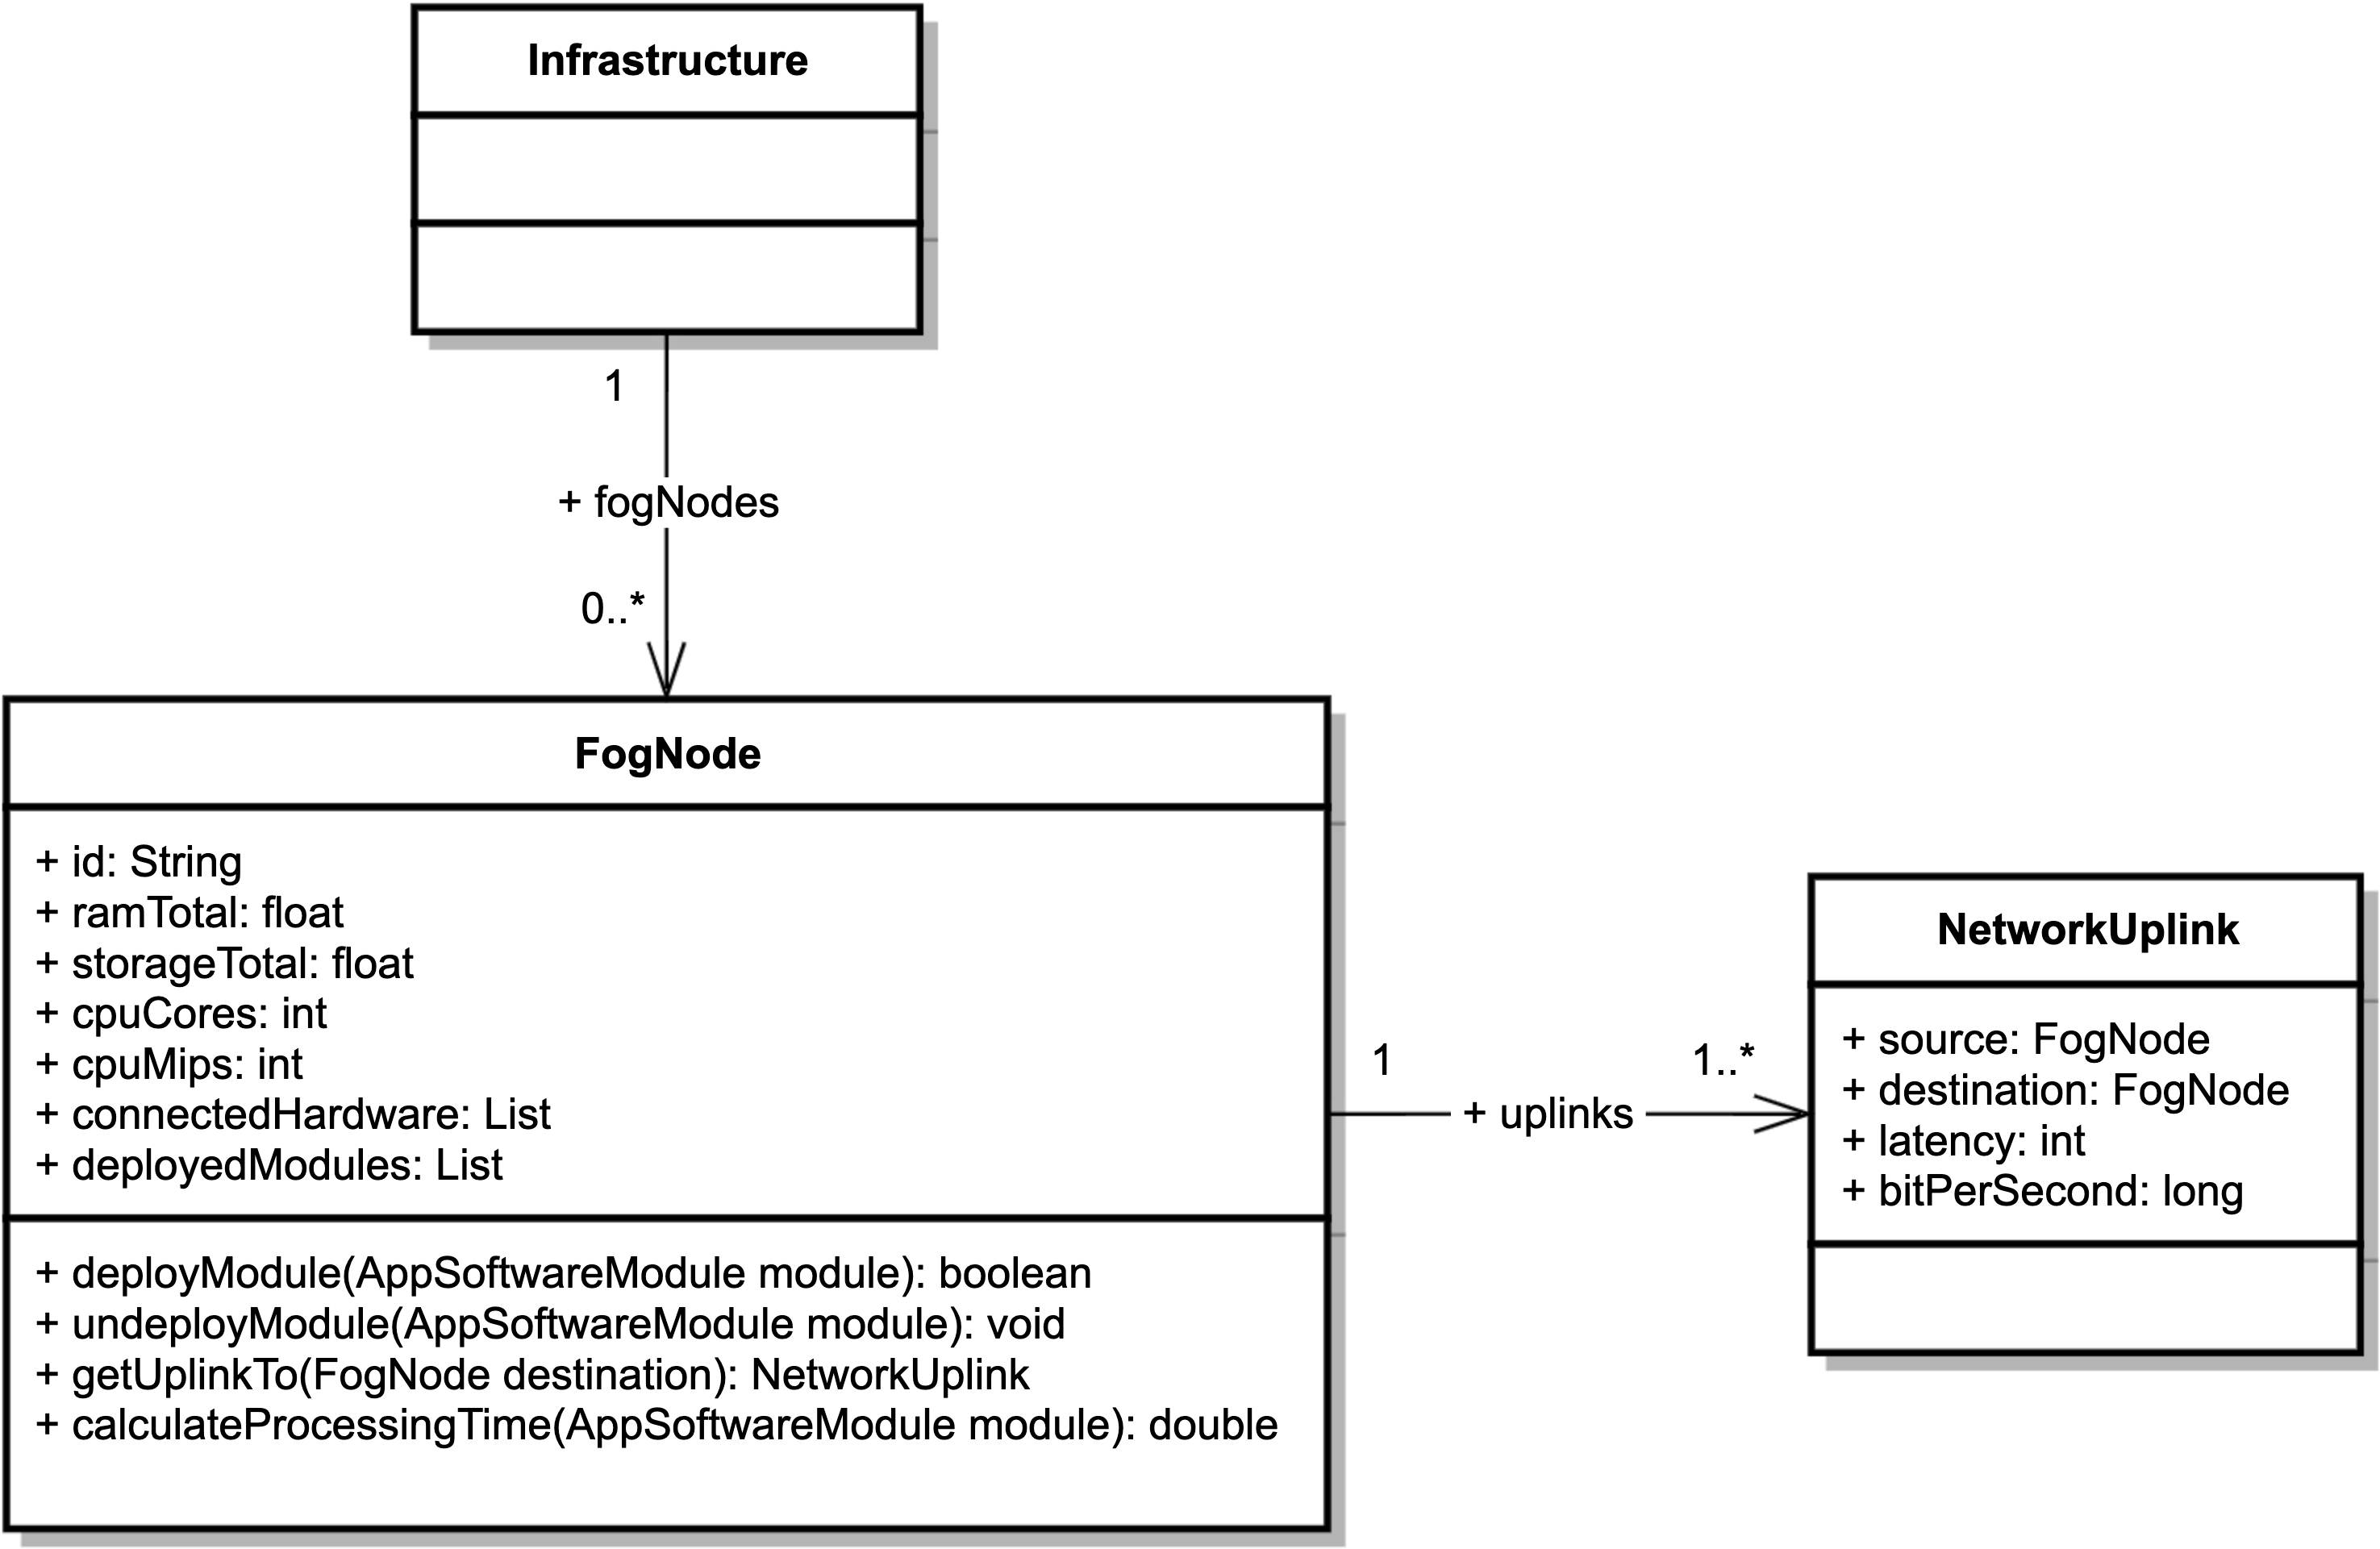 Infrastructure
1
+ fogNodes
0..*
FogNode
+ id: String
+ ramTotal: float
+ storageTotal: float
+ cpuCores: int
+ cpuMips: int
+ connectedHardware: List
+ deployedModules: List
+ deployModule(AppSoftwareModule module): boolean
+ undeployModule(AppSoftwareModule module): void
+ getUplinkTo(FogNode destination): NetworkUplink
+ calculateProcessingTime(AppSoftwareModule module): double
1
+ uplinks
1..*
NetworkUplink
+ source: FogNode
+ destination: FogNode
+ latency: int
+ bitPerSecond: long